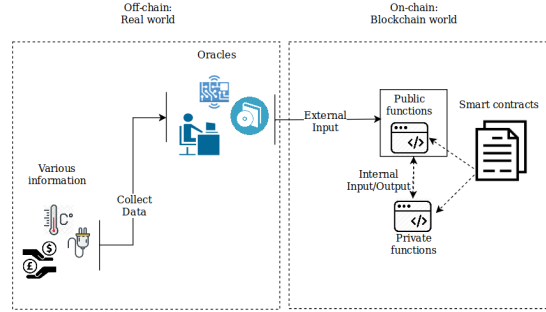 Off-chain:
Real world
On-chain:
Blockchain world
Oracles
Public
functions
Smart contracts
External
Input
</>
Various
information
Internal
Input/Output
Collect
Data
C°
$
£
</>
Private
functions